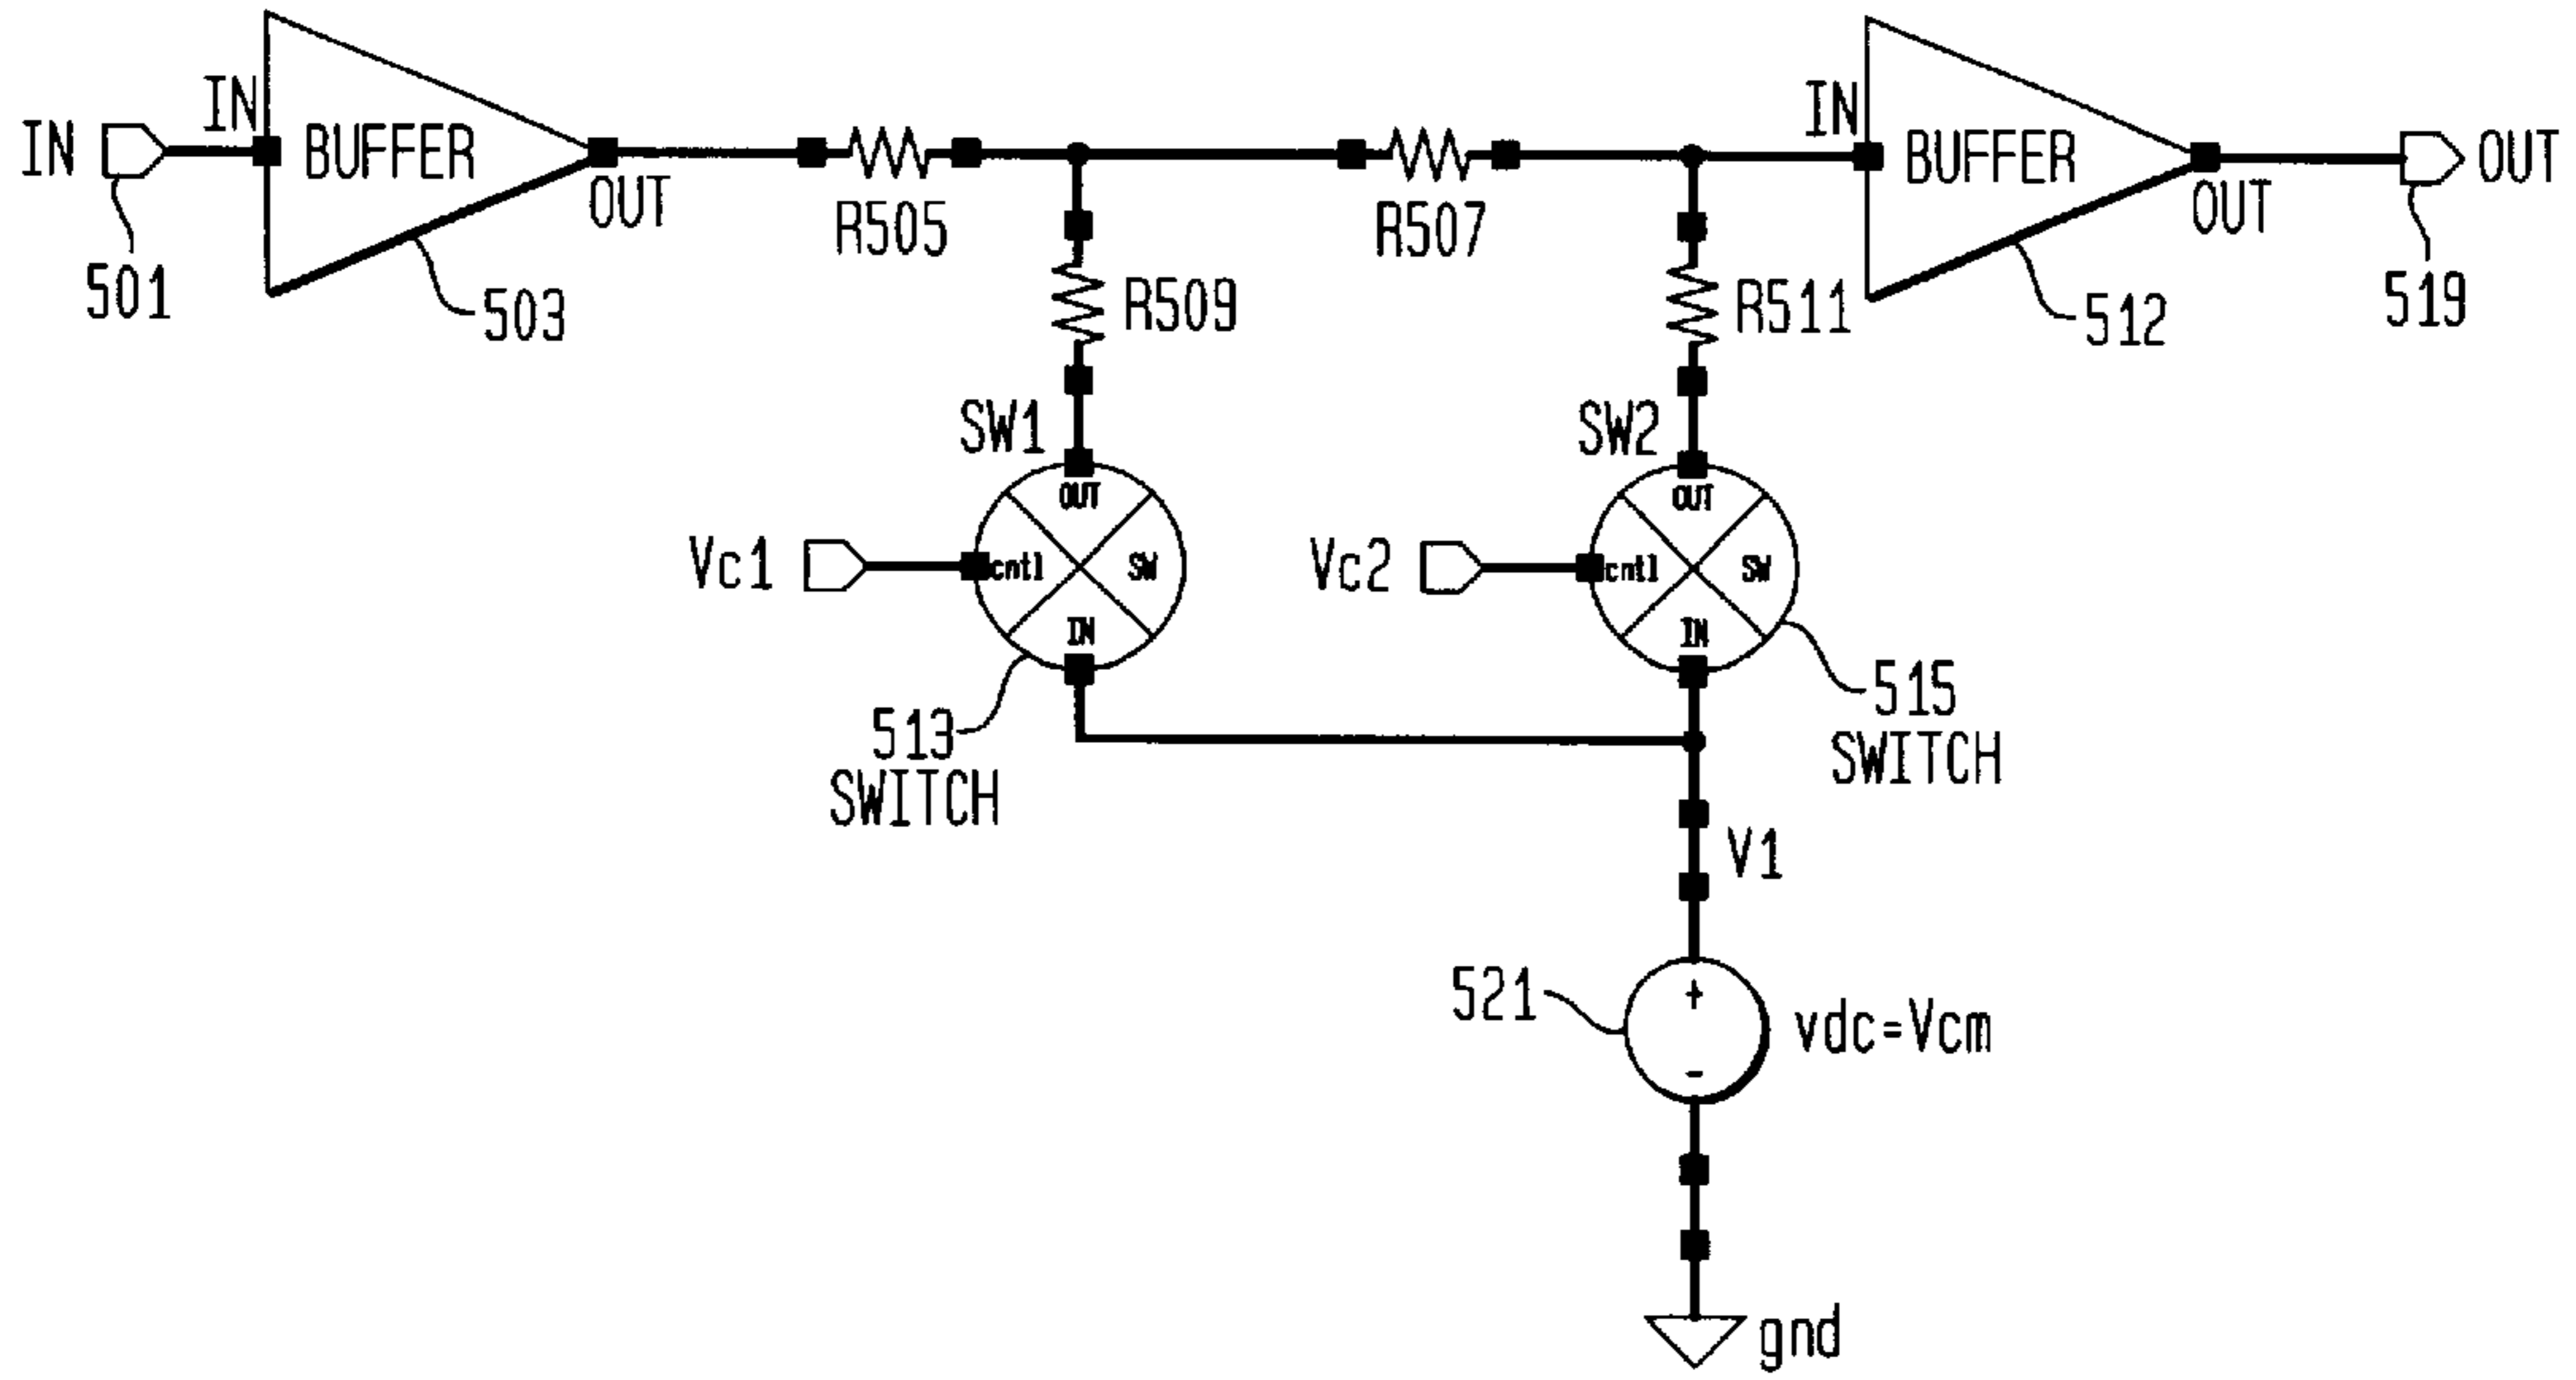 IN
501
IN
BUFFER
OUT
503
R505
R507
R509
R511
IN
BUFFER
OUT
512
OUT
519
SW1
OUT
cntl
SW
IN
Vc1
513
SWITCH
SW2
OUT
cntl
SW
IN
Vc2
515
SWITCH
V1
521
+
-
vdc=Vcm
gnd